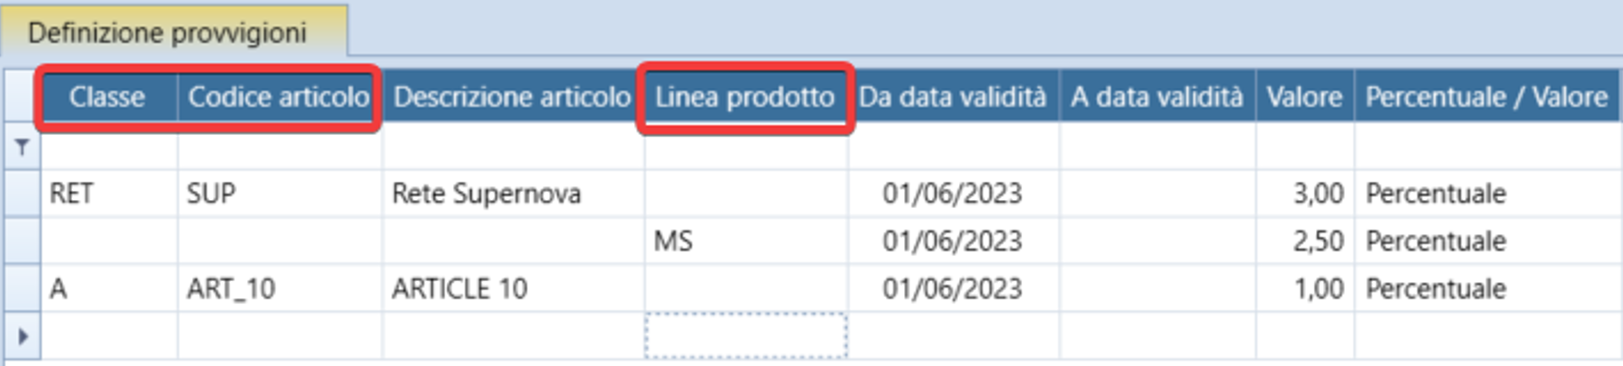 Definizione provvigioni
Classe Codice articolo Descrizione articolo Linea prodotto Da data validità A data validità Valore Percentuale / Valore
RET SUP Rete Supernova 01/06/2023 3,00 Percentuale
MS 01/06/2023 2,50 Percentuale
A ART_10 ARTICLE 10 01/06/2023 1,00 Percentuale